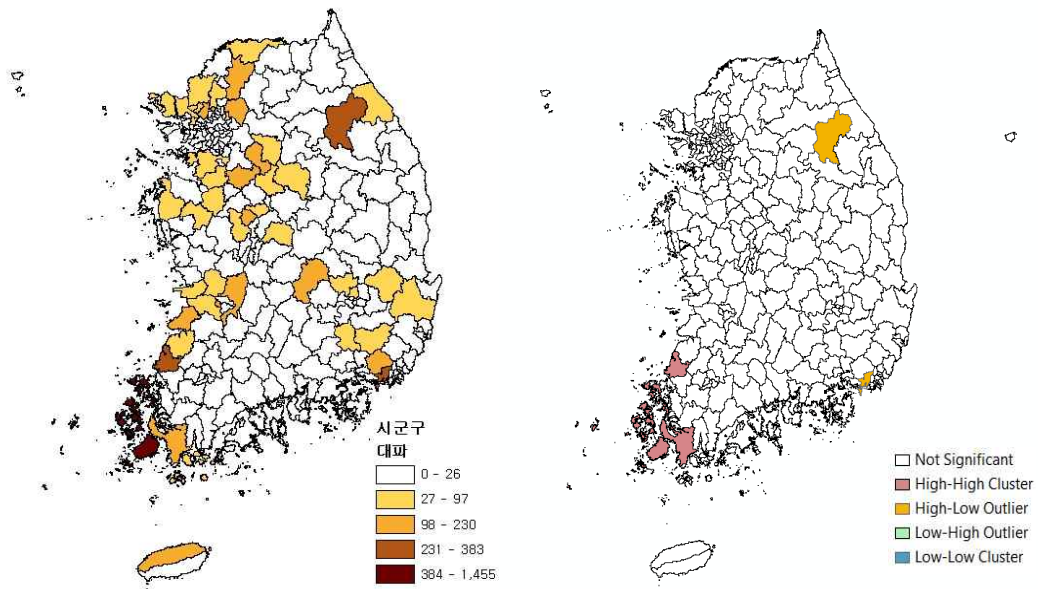 시군구
대파
0 - 26
27 - 97
98 - 230
231 - 383
384 - 1,455
Not Significant
High-High Cluster
High-Low Outlier
Low-High Outlier
Low-Low Cluster